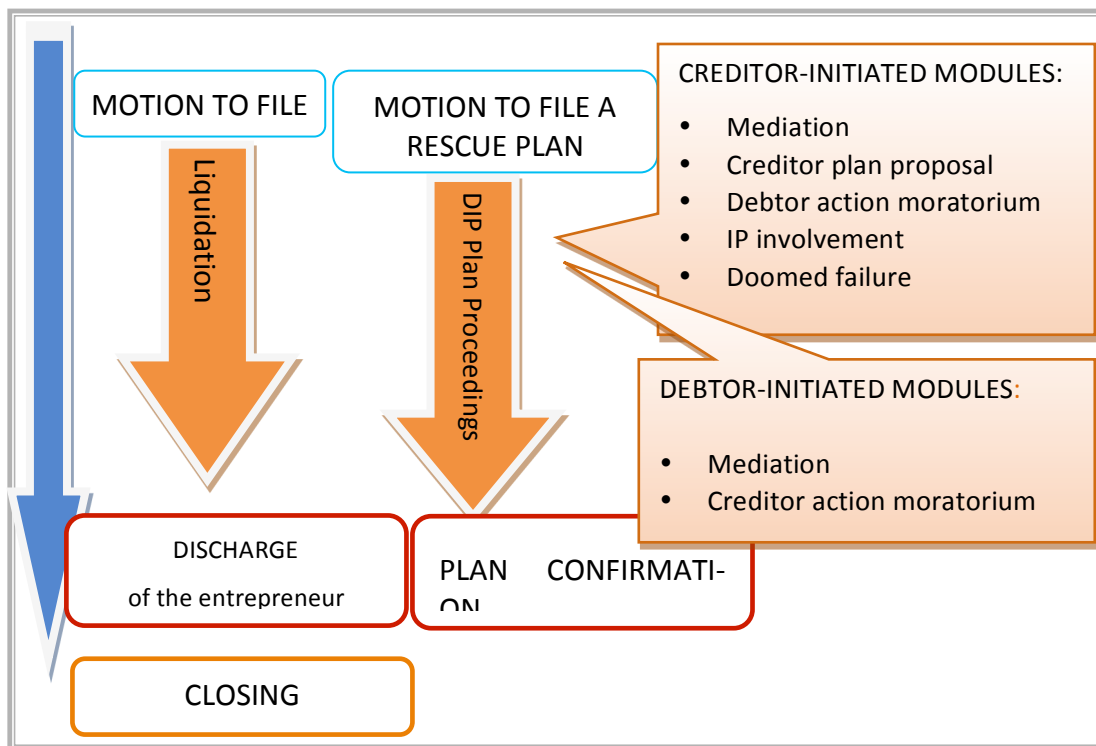 MOTION TO FILE
MOTION TO FILE A
RESCUE PLAN
Liquidation
DIP Plan Proceedings
CREDITOR-INITIATED MODULES:
• Mediation
• Creditor plan proposal
• Debtor action moratorium
• IP involvement
• Doomed failure
DEBTOR-INITIATED MODULES:
• Mediation
• Creditor action moratorium
DISCHARGE
of the entrepreneur
PLAN CONFIRMATI-
ON
CLOSING